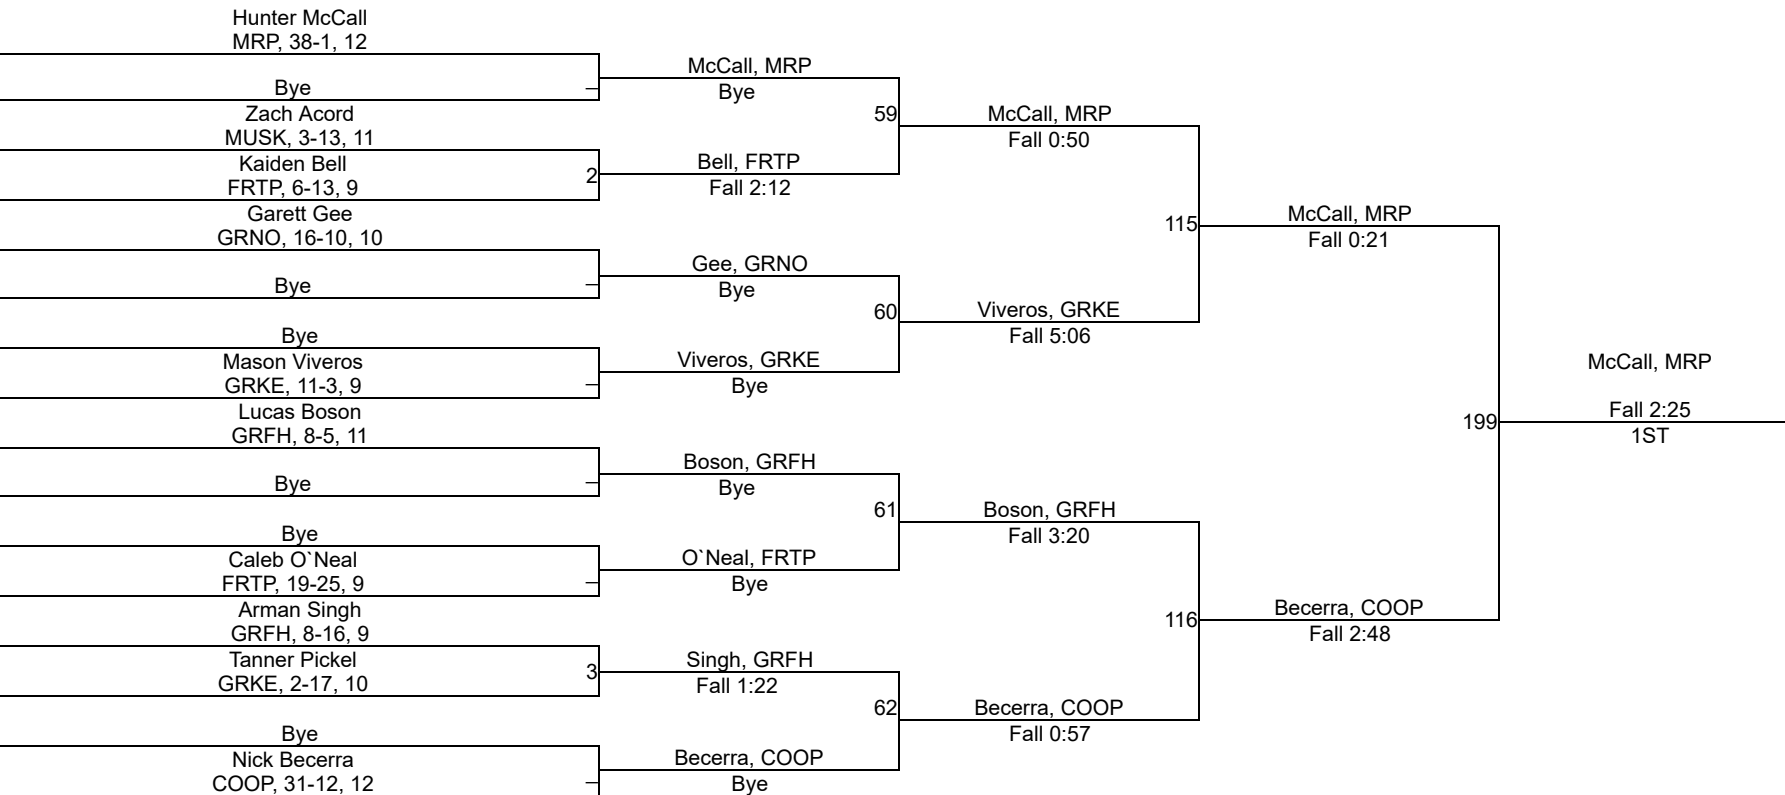 Hunter McCall
MRP, 38-1, 12
Bye
–
Zach Acord
MUSK, 3-13, 11
Kaiden Bell
FRTP, 6-13, 9
2
Garett Gee
GRNO, 16-10, 10
Bye
–
Bye
Mason Viveros
GRKE, 11-3, 9
–
Lucas Boson
GRFH, 8-5, 11
Bye
–
Bye
Caleb O`Neal
FRTP, 19-25, 9
–
Arman Singh
GRFH, 8-16, 9
Tanner Pickel
GRKE, 2-17, 10
3
Bye
Nick Becerra
COOP, 31-12, 12
–
McCall, MRP
Bye
59
Bell, FRTP
Fall 2:12
Gee, GRNO
Bye
60
Viveros, GRKE
Bye
Boson, GRFH
Bye
61
O`Neal, FRTP
Bye
Singh, GRFH
Fall 1:22
62
Becerra, COOP
Bye
McCall, MRP
Fall 0:50
115
Viveros, GRKE
Fall 5:06
Boson, GRFH
Fall 3:20
116
Becerra, COOP
Fall 0:57
McCall, MRP
Fall 0:21
199
Becerra, COOP
Fall 2:48
McCall, MRP
Fall 2:25
1ST